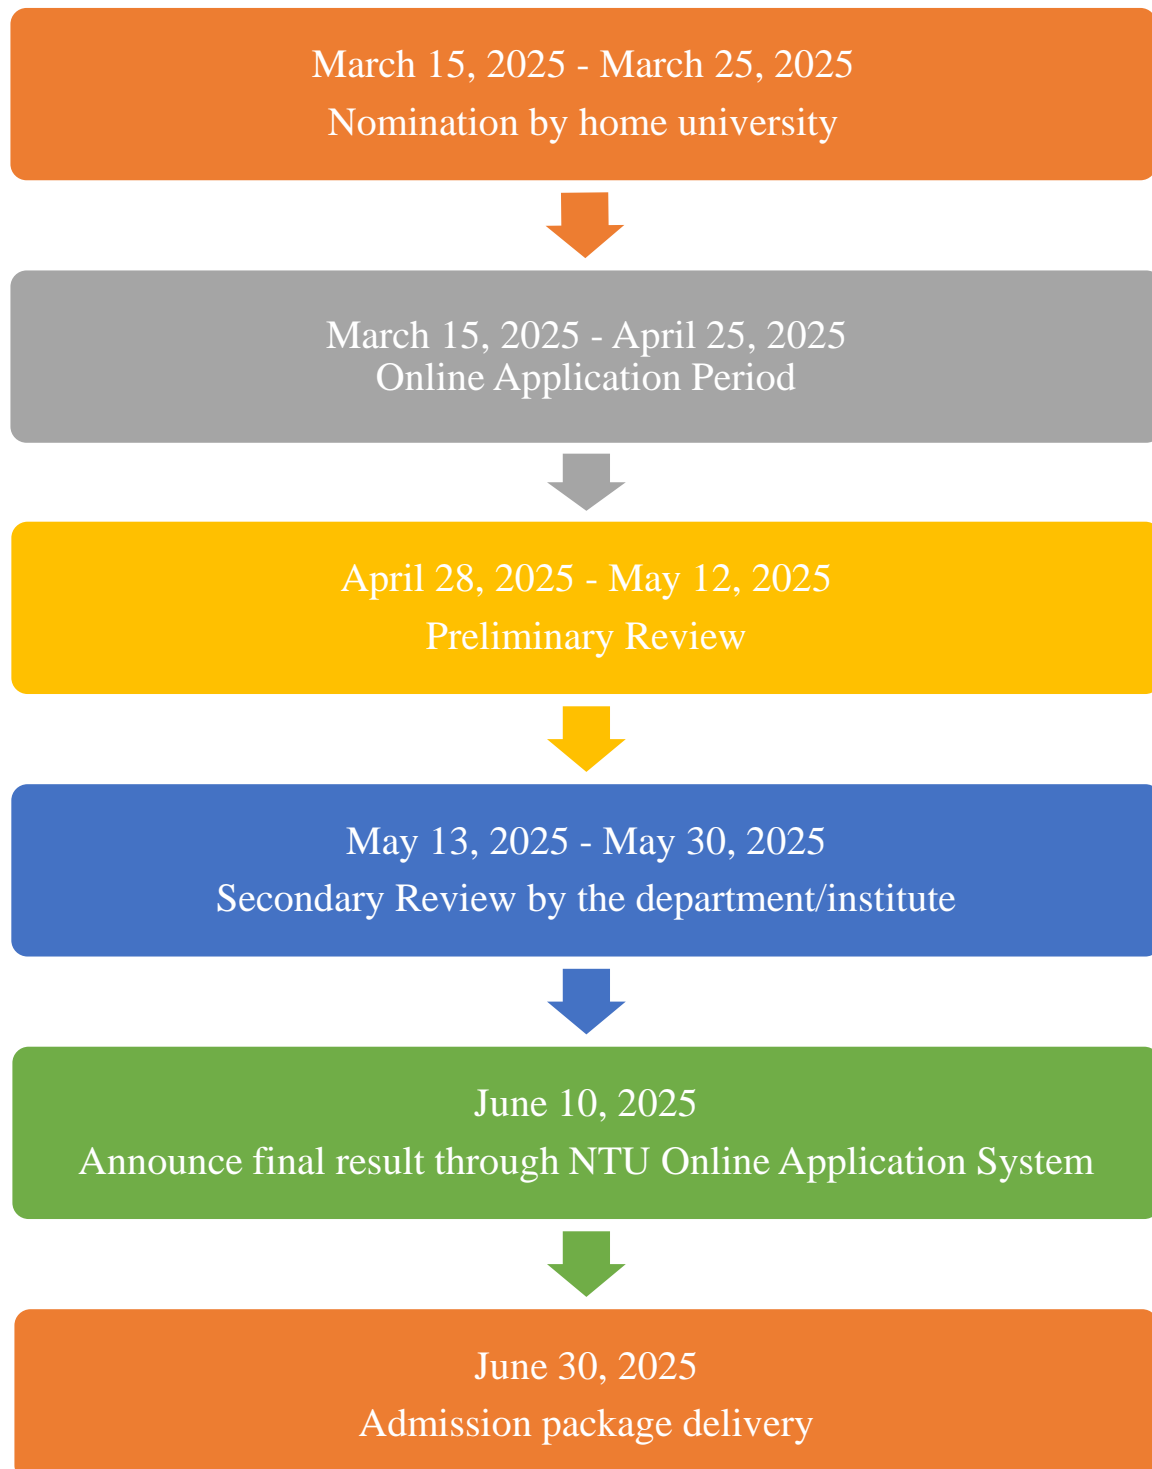 March 15, 2025 - March 25, 2025
Nomination by home university
March 15, 2025 - April 25, 2025
Online Application Period
April 28, 2025 - May 12, 2025
Preliminary Review
May 13, 2025 - May 30, 2025
Secondary Review by the department/institute
June 10, 2025
Announce final result through NTU Online Application System
June 30, 2025
Admission package delivery